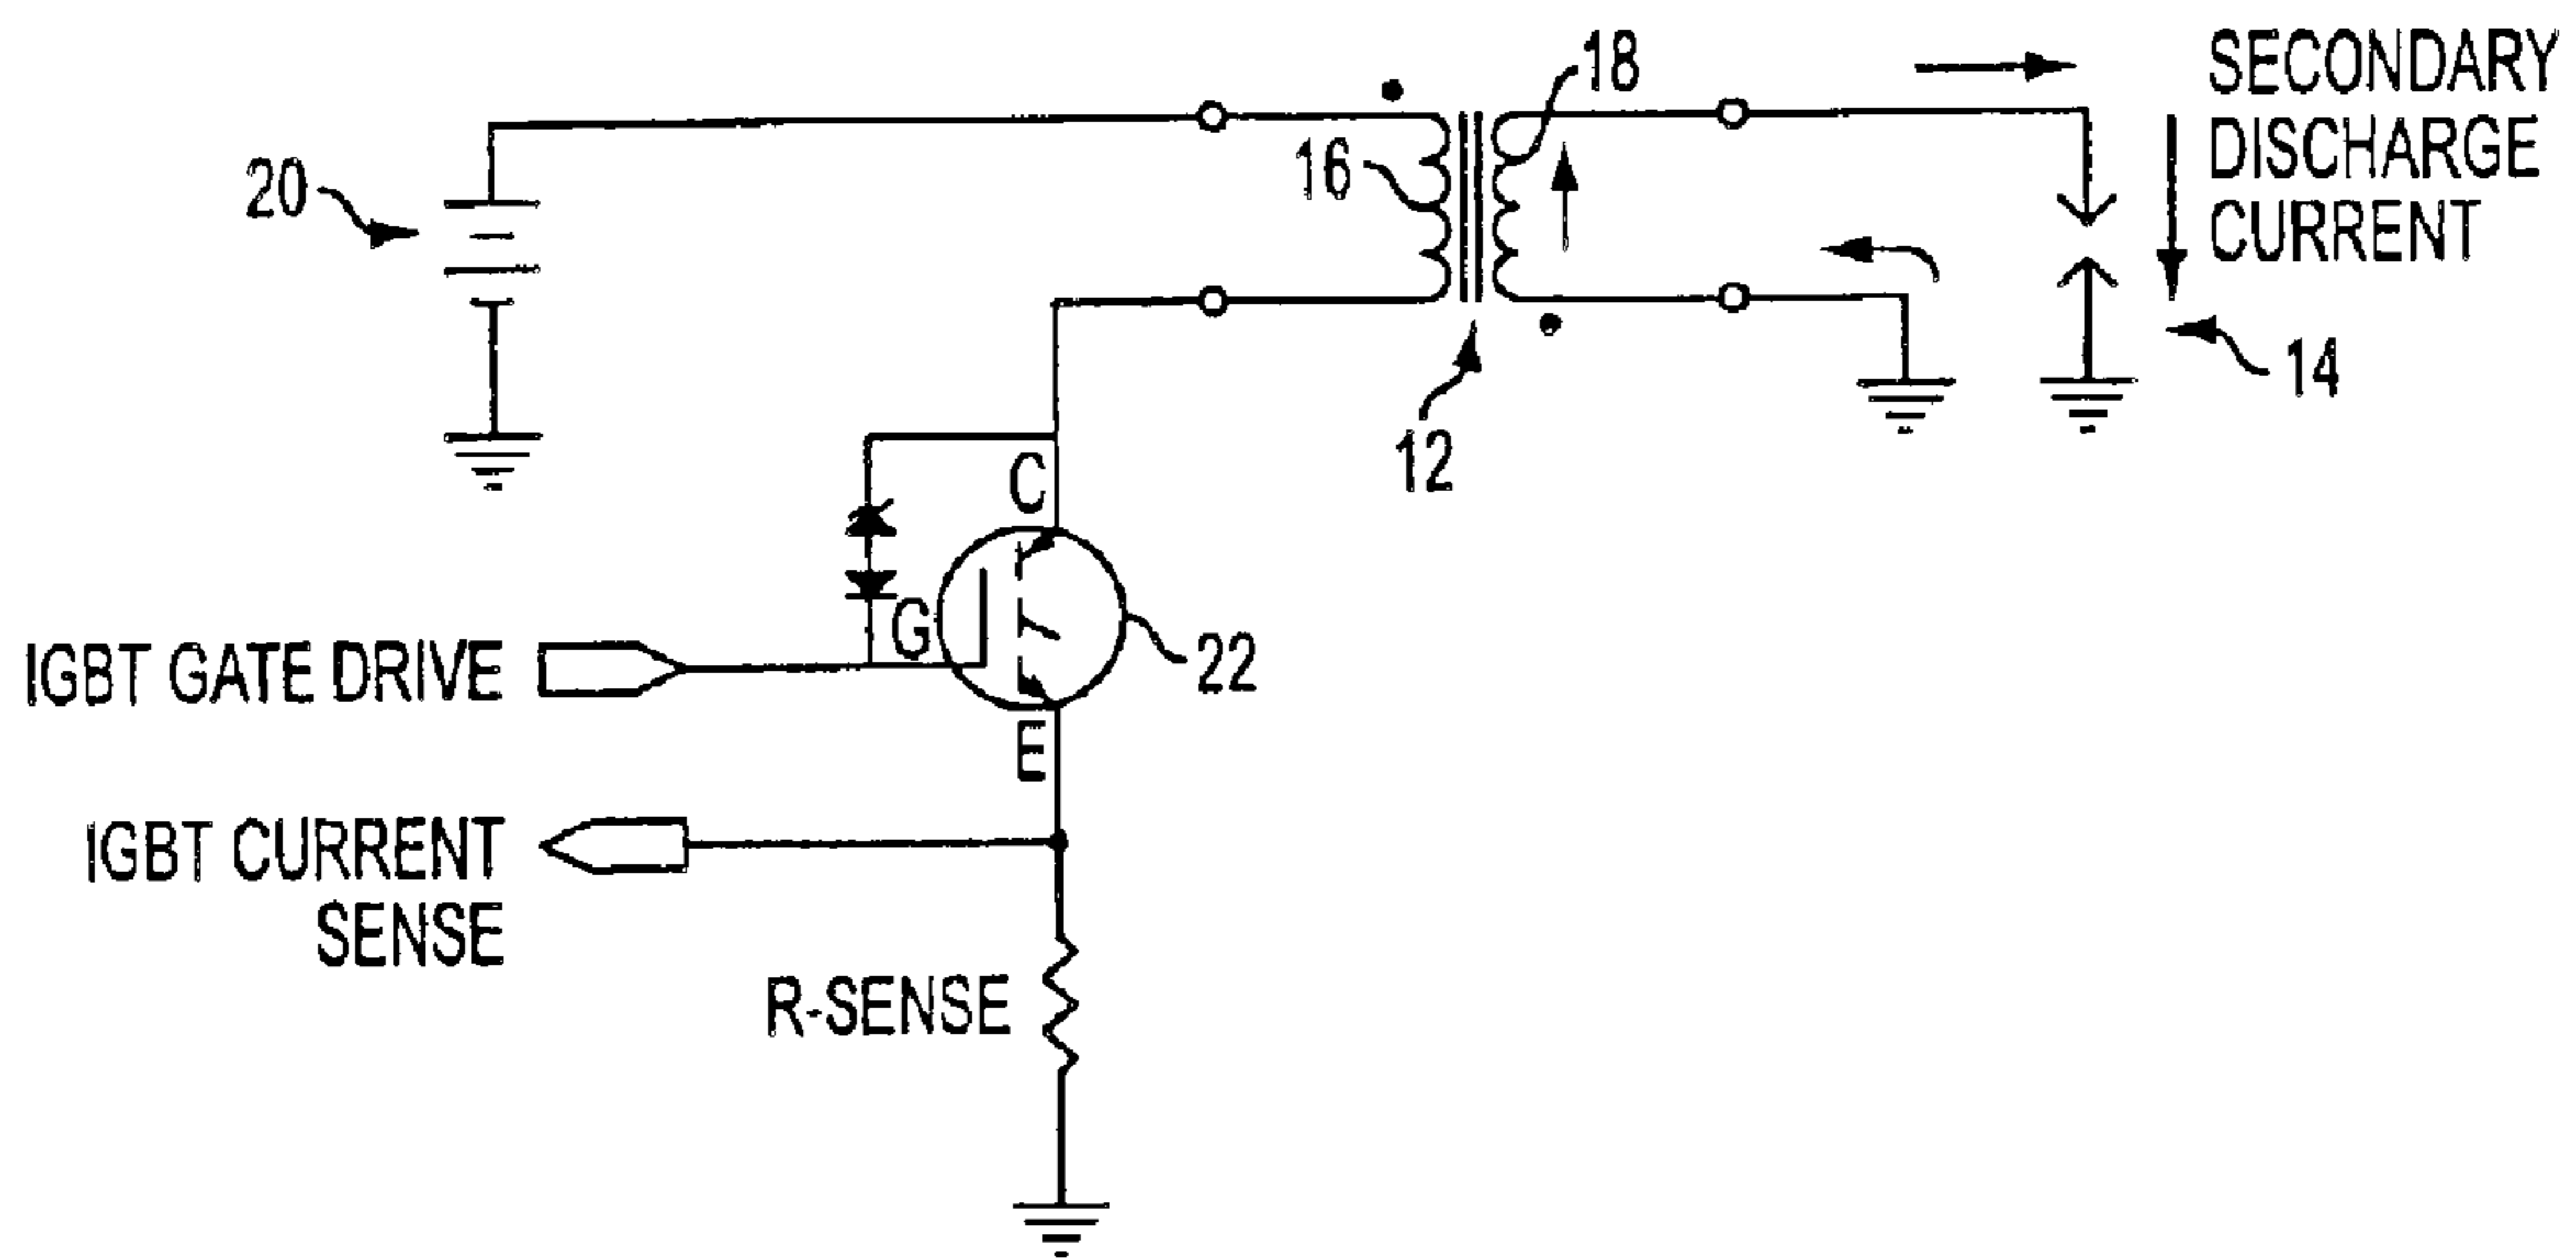 18
SECONDARY
DISCHARGE
CURRENT
20
16
14
12
C
G
22
IGBT GATE DRIVE
E
IGBT CURRENT
SENSE
R-SENSE